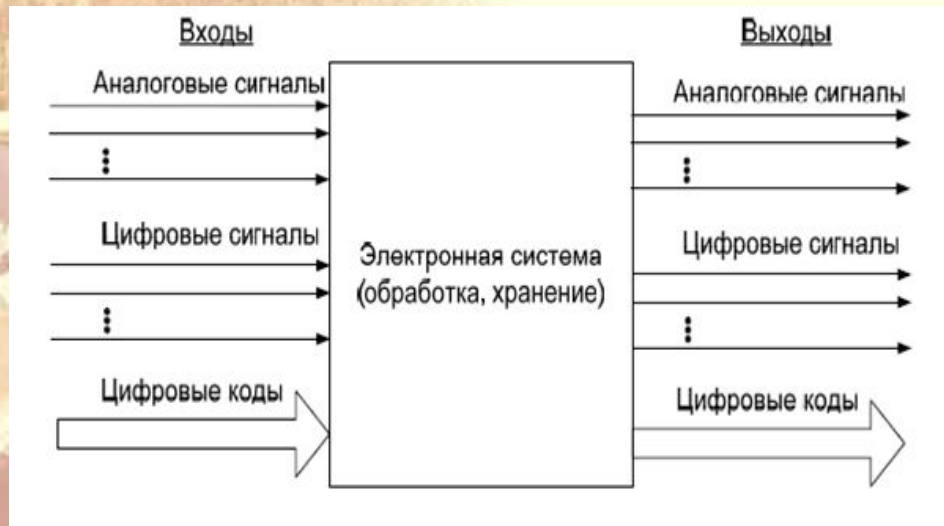 Входы
Аналоговые сигналы
Цифровые сигналы
Цифровые коды
Электронная система
(обработка, хранение)
Выходы
Аналоговые сигналы
Цифровые сигналы
Цифровые коды